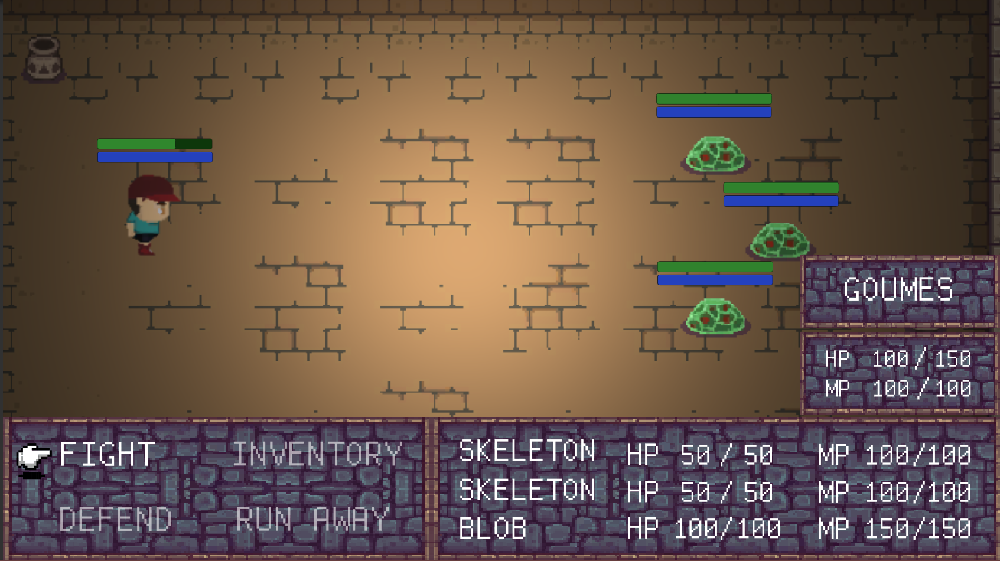 GOUMES
HP 100/150
MP 100/100
FIGHT INVENTORY
DEFEND RUN AWAY
SKELETON HP 50/50 MP 100/100
SKELETON HP 50/50 MP 100/100
BLOB HP 100/100 MP 150/150